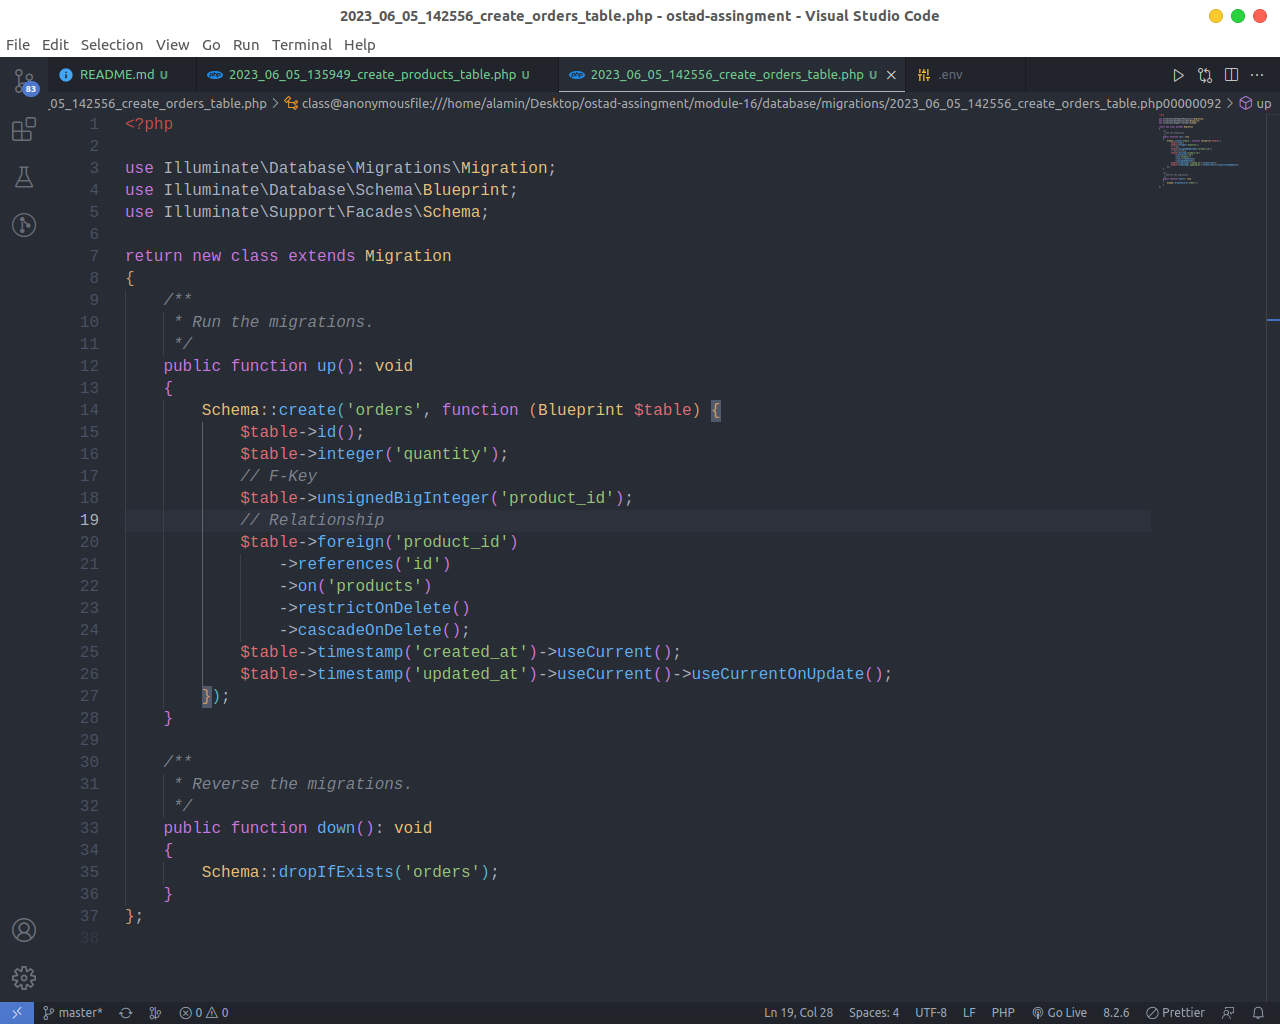 2023_06_05_142556_create_orders_table.php - ostad-assingment - Visual Studio Code
File Edit Selection View Go Run Terminal Help
README.md U 2023_06_05_135949_create_products_table.php U 2023_06_05_142556_create_orders_table.php U .env
_05_142556_create_orders_table.php > class@anonymousfile:///home/alamin/Desktop/ostad-assingment/module-16/database/migrations/2023_06_05_142556_create_orders_table.php00000092 > up
83
1 <?php
2
3 use Illuminate\Database\Migrations\Migration;
4 use Illuminate\Database\Schema\Blueprint;
5 use Illuminate\Support\Facades\Schema;
6
7 return new class extends Migration
8 {
9     /**
10      * Run the migrations.
11      */
12     public function up(): void
13     {
14         Schema::create('orders', function (Blueprint $table) {
15             $table->id();
16             $table->integer('quantity');
17             // F-Key
18             $table->unsignedBigInteger('product_id');
19             // Relationship
20             $table->foreign('product_id')
21                 ->references('id')
22                 ->on('products')
23                 ->restrictOnDelete()
24                 ->cascadeOnDelete();
25             $table->timestamp('created_at')->useCurrent();
26             $table->timestamp('updated_at')->useCurrent()->useCurrentOnUpdate();
27         });
28     }
29
30     /**
31      * Reverse the migrations.
32      */
33     public function down(): void
34     {
35         Schema::dropIfExists('orders');
36     }
37 };
38
master* 0 0 Ln 19, Col 28 Spaces: 4 UTF-8 LF PHP Go Live 8.2.6 Prettier